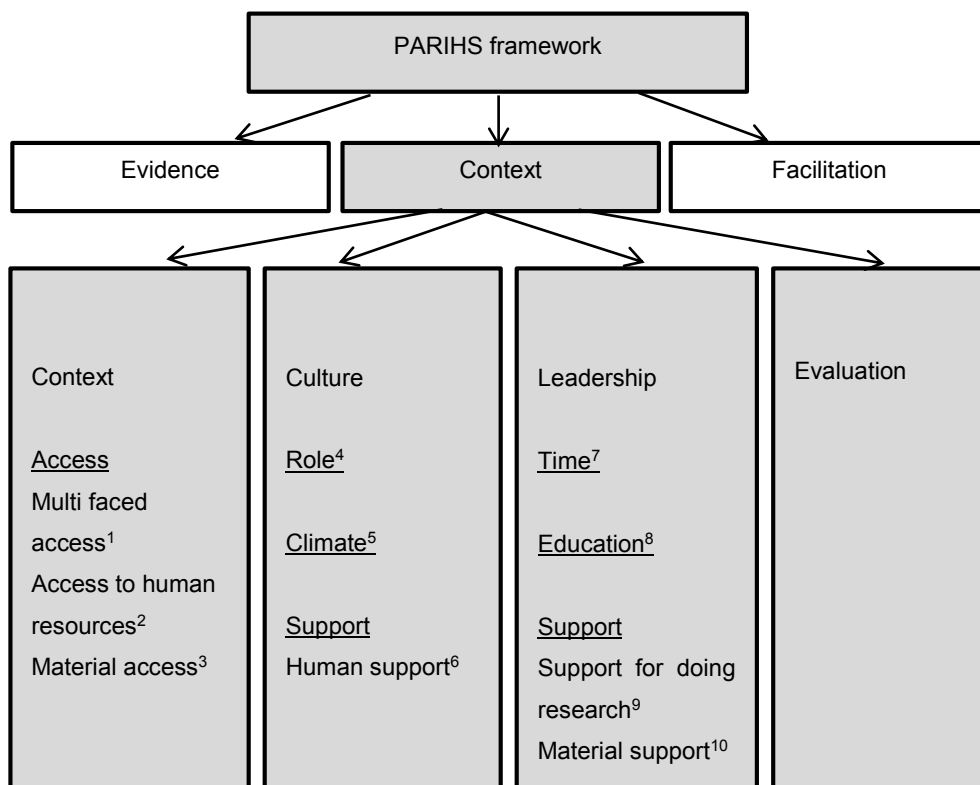 PARIHS framework
Evidence
Context
Facilitation
Context
Access
Multi faced
access¹
Access to human
resources²
Material access³
Culture
Role⁴
Climate⁵
Support
Human support⁶
Leadership
Time⁷
Education⁸
Support
Support for doing
research⁹
Material support¹⁰
Evaluation